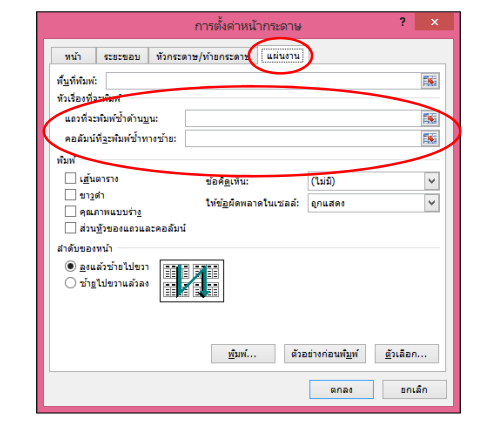 การตั้งค่าหน้ากระดาษ ? ×
หน้า ระยะขอบ หัวกระดาษ/ท้ายกระดาษ แผ่นงาน
พื้นที่พิมพ์:
หัวเรื่องที่จะพิมพ์
แถวที่จะพิมพ์ซ้ำด้านบน:
คอลัมน์ที่จะพิมพ์ซ้ำทางซ้าย:
พิมพ์
เส้นตาราง ข้อคิดเห็น: (ไม่มี)
ขาวดำ ให้ข้อผิดพลาดในเซลล์: ถูกแสดง
คุณภาพแบบร่าง
ส่วนหัวของแถวและคอลัมน์
ลำดับของหน้า
ลงแล้วซ้ายไปขวา
ซ้ายไปขวาแล้วลง
พิมพ์... ตัวอย่างก่อนพิมพ์ ตัวเลือก...
ตกลง ยกเลิก